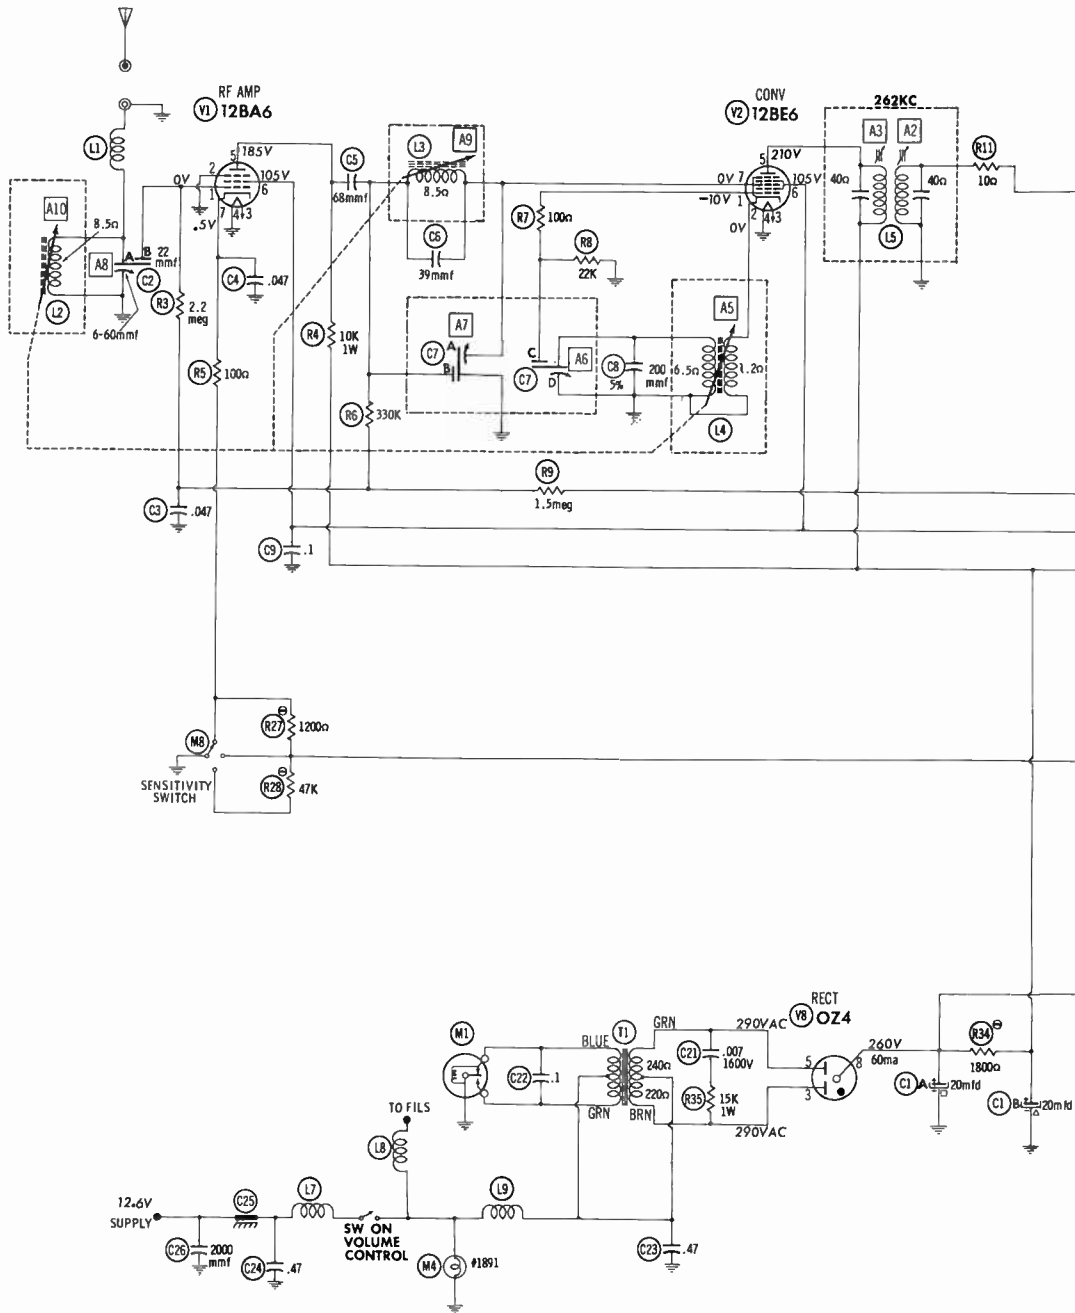 RF AMP
V1 12BA6
CONV
V2 12BE6
262KC
L1
5 185V
2
1
105V
6
0V
7 4 3
.5V
C5
68mmf
L3
A9
8.5Ω
C6
39mmf
5 210V
0V 7
-10V 1
105V
6
2 4 3
0V
A3
A2
40Ω
40Ω
L5
R11
10Ω
A10
8.5Ω
L2
A8
A
B
22
mmf
C2
6-60mmf
R3
2.2
meg
C4 .047
R5
100Ω
R4
10K
1W
R7
100Ω
R8
22K
A7
A
C7
B
C
C7
D
A6
C8
5%
200
mmf
A5
6.5Ω
1.2Ω
L4
R6 330K
R9
1.5meg
C3 .047
C9 .1
M8
SENSITIVITY
SWITCH
R27 1200Ω
R28 47K
M1
C22 .1
BLUE
GRN
T1
GRN
240Ω
220Ω
BRN
C21
.007
1600V
R35
15K
1W
290VAC
290VAC
RECT
V8 OZ4
5
3
8
260V
60ma
R34
1800Ω
C1 A 20mfd
C1 B 20mfd
TO FILS
L8
12.6V
SUPPLY
C25
L7
L9
SW ON
VOLUME
CONTROL
C26 2000
mmf
C24 .47
M4 #1891
C23 .47